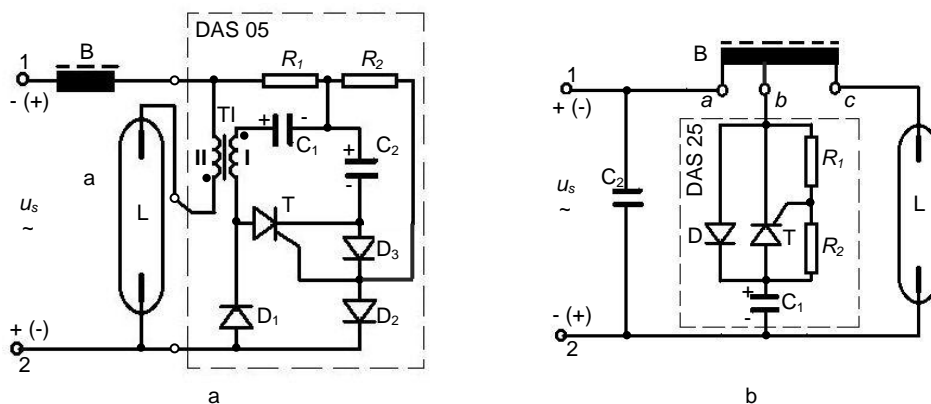 DAS 05
1
B
R1
R2
- (+)
TI
+ -
C1
II I
+
C2
-
a
T
us
~
L
D3
D1
D2
+ (-)
2
a
B
1
+ (-)
a
b
c
DAS 25
R1
C2
us
~
D
T
R2
L
+
C1
-
- (+)
2
b